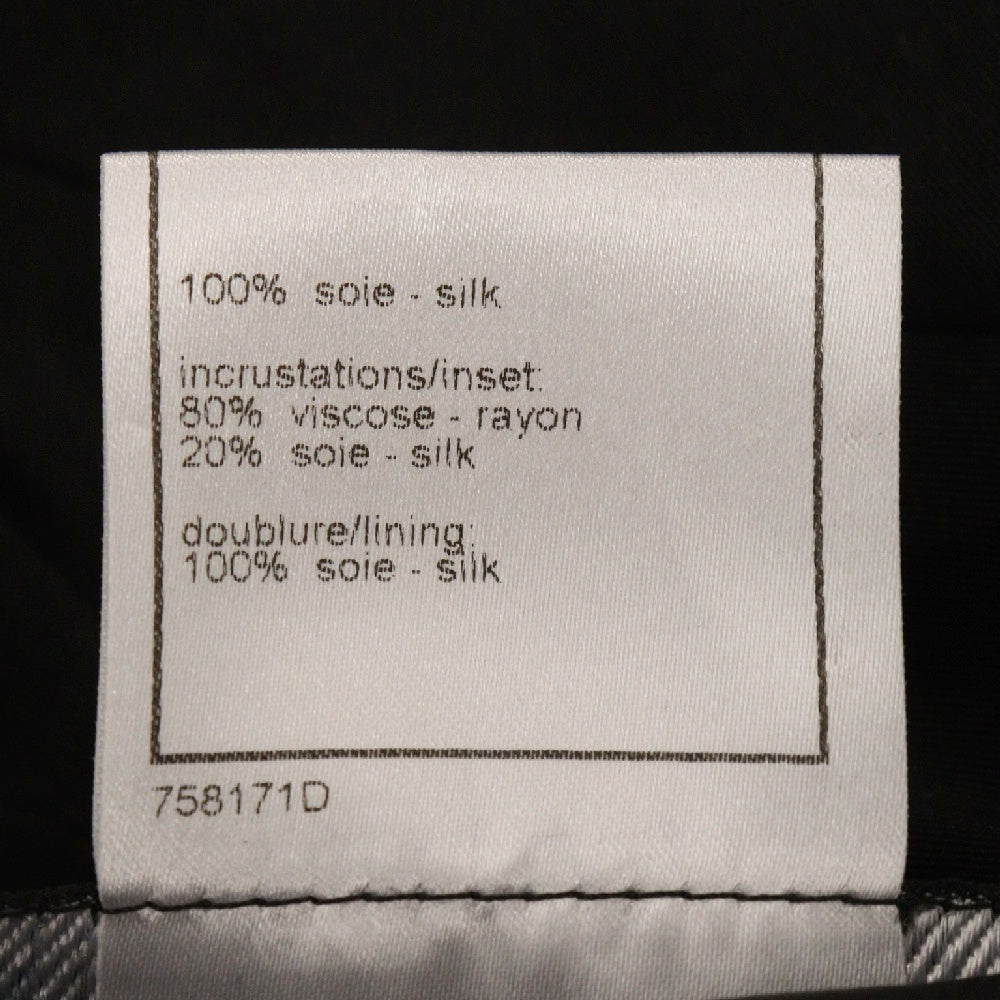 100% soie - silk
incrustations/inset:
80% viscose - rayon
20% soie - silk
doublure/lining:
100% soie - silk
758171D